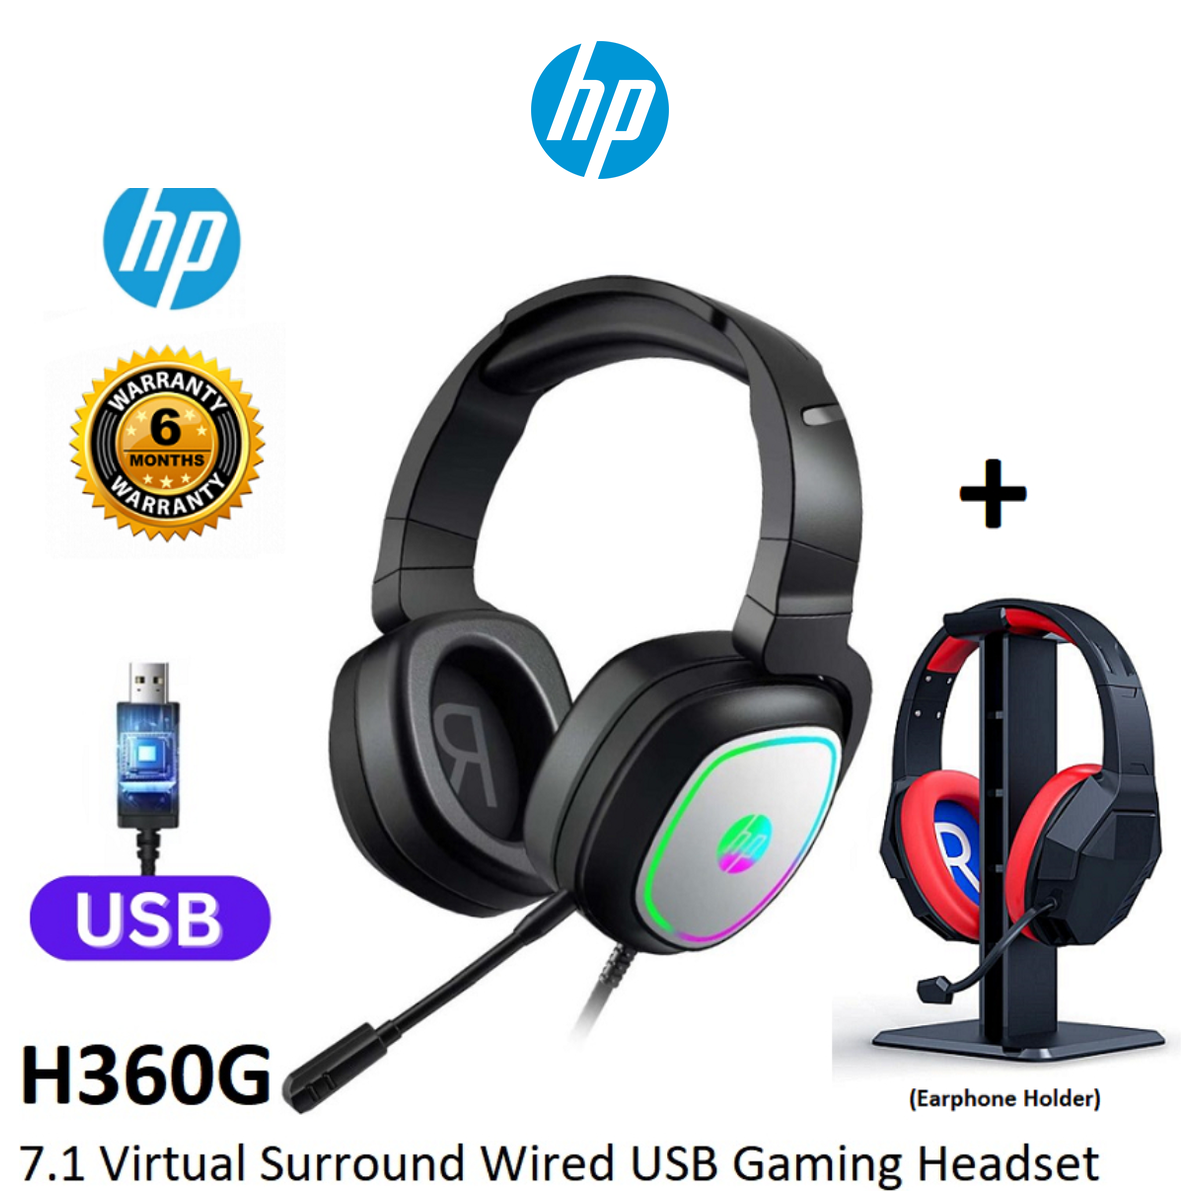 hp
hp
WARRANTY
6
MONTHS
WARRANTY
+
USB
R
hp
R
H360G
(Earphone Holder)
7.1 Virtual Surround Wired USB Gaming Headset